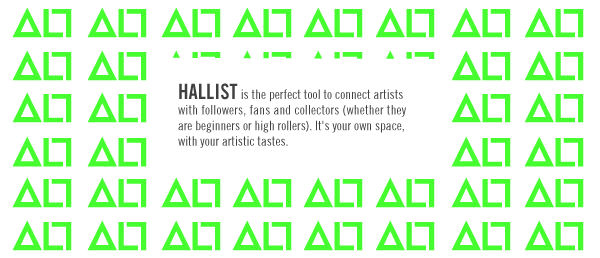 HALLIST is the perfect tool to connect artists
with followers, fans and collectors (whether they
are beginners or high rollers). It's your own space,
with your artistic tastes.